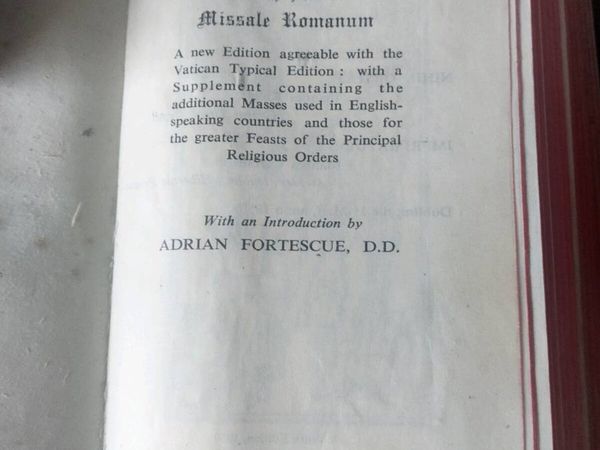 Missale Romanum
A new Edition agreeable with the
Vatican Typical Edition : with a
Supplement containing the
additional Masses used in English-
speaking countries and those for
the greater Feasts of the Principal
Religious Orders
With an Introduction by
ADRIAN FORTESCUE, D.D.